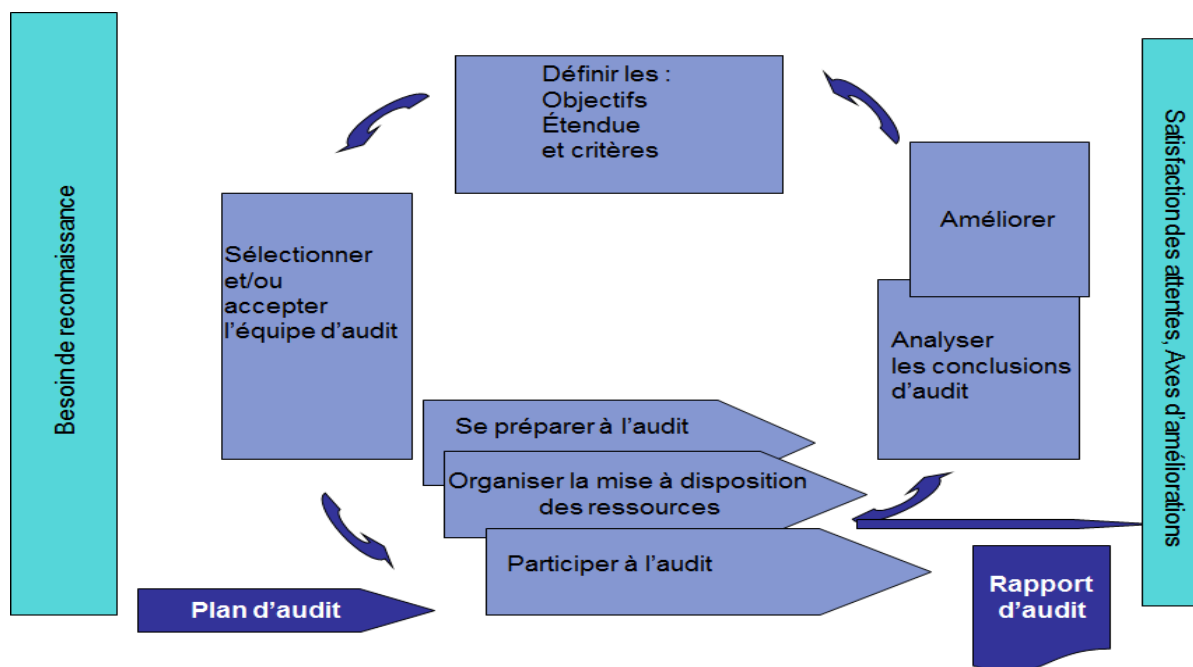 Besoin de reconnaissance
Définir les :
Objectifs
Étendue
et critères
Sélectionner
et/ou
accepter
l’équipe d’audit
Améliorer
Analyser
les conclusions
d’audit
Se préparer à l’audit
Organiser la mise à disposition
des ressources
Participer à l’audit
Plan d’audit
Rapport
d’audit
Satisfaction des attentes, Axes d’améliorations